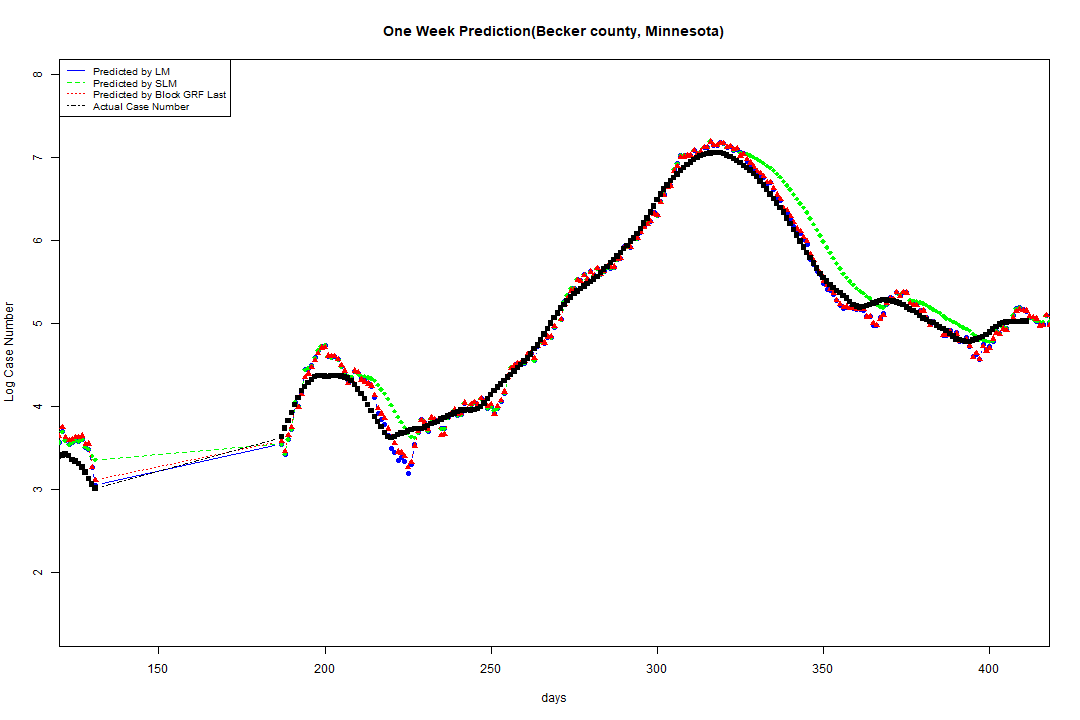 One Week Prediction(Becker county, Minnesota)
Predicted by LM
Predicted by SLM
Predicted by Block GRF Last
Actual Case Number
8
7
6
5
4
3
2
Log Case Number
150 200 250 300 350 400
days